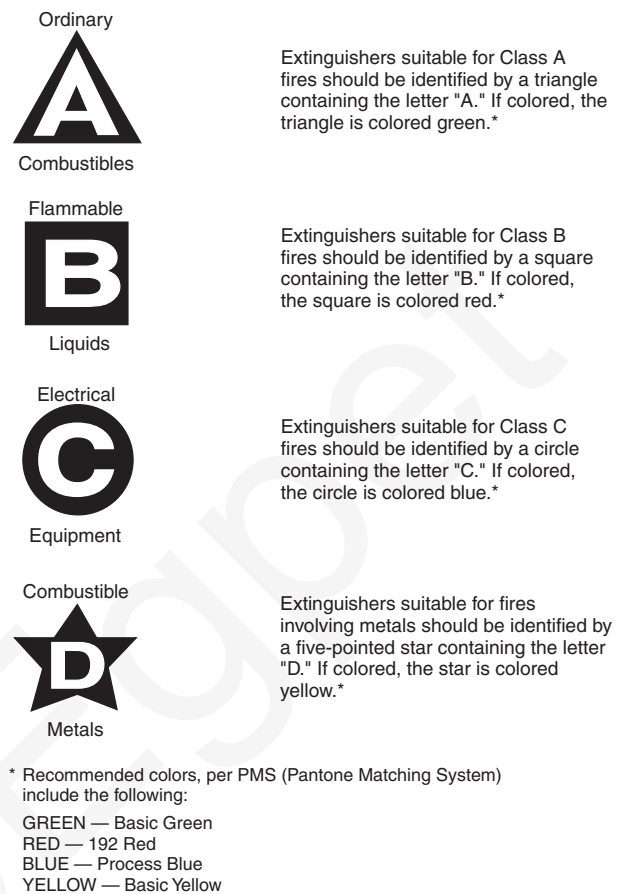 Ordinary
A
Combustibles
Extinguishers suitable for Class A
fires should be identified by a triangle
containing the letter "A." If colored, the
triangle is colored green.*
Flammable
B
Liquids
Extinguishers suitable for Class B
fires should be identified by a square
containing the letter "B." If colored,
the square is colored red.*
Electrical
C
Equipment
Extinguishers suitable for Class C
fires should be identified by a circle
containing the letter "C." If colored,
the circle is colored blue.*
Combustible
D
Metals
Extinguishers suitable for fires
involving metals should be identified by
a five-pointed star containing the letter
"D." If colored, the star is colored
yellow.*
* Recommended colors, per PMS (Pantone Matching System)
include the following:
GREEN — Basic Green
RED — 192 Red
BLUE — Process Blue
YELLOW — Basic Yellow
Egpet